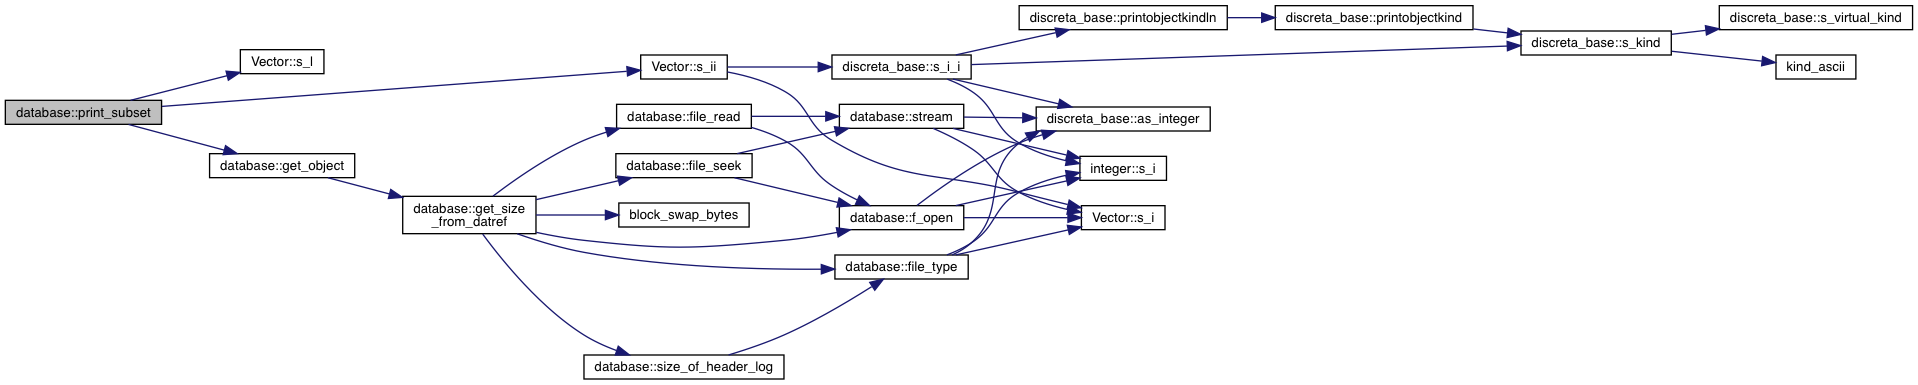 database::print_subset
Vector::s_l
database::get_object
database::get_size
_from_datref
Vector::s_ii
database::file_read
database::file_seek
block_swap_bytes
database::size_of_header_log
discreta_base::s_i_i
database::stream
database::f_open
database::file_type
discreta_base::printobjectkindln
discreta_base::as_integer
integer::s_i
Vector::s_i
discreta_base::printobjectkind
discreta_base::s_kind
discreta_base::s_virtual_kind
kind_ascii